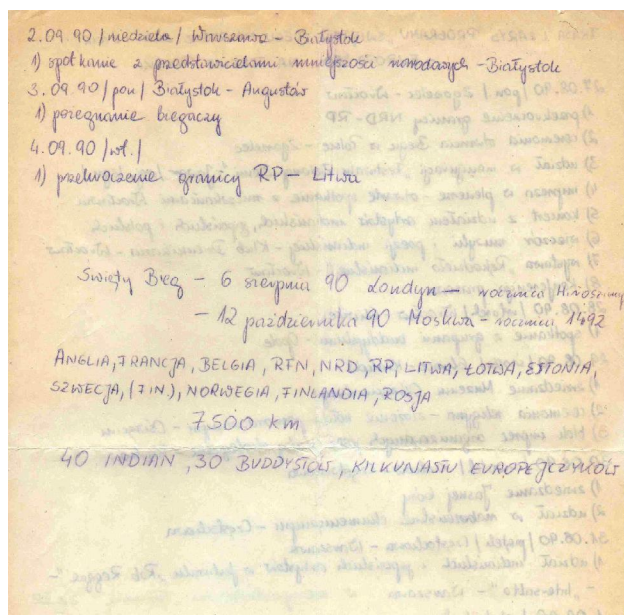 2.09.90 /niedziela/ Warszawa - Białystok
1) spotkanie z przedstawicielami mniejszości narodowych - Białystok
3.09.90 /pon/ Białystok - Augustów
1) pożegnanie biegaczy
4.09.90 /wt./
1) przekroczenie granicy RP - Litwa
Święty Bieg - 6 sierpnia 90 Londyn - rocznica Hirosimy
- 12 października 90 Moskwa - rocznica 1492
ANGLIA, FRANCJA, BELGIA, RFN, NRD, RP, LITWA, ŁOTWA, ESTONIA,
SZWECJA, (FIN.), NORWEGIA, FINLANDIA, ROSJA
7500 km
40 INDIAN, 30 BUDDYSTÓW, KILKUNASTU EUROPEJCZYKÓW